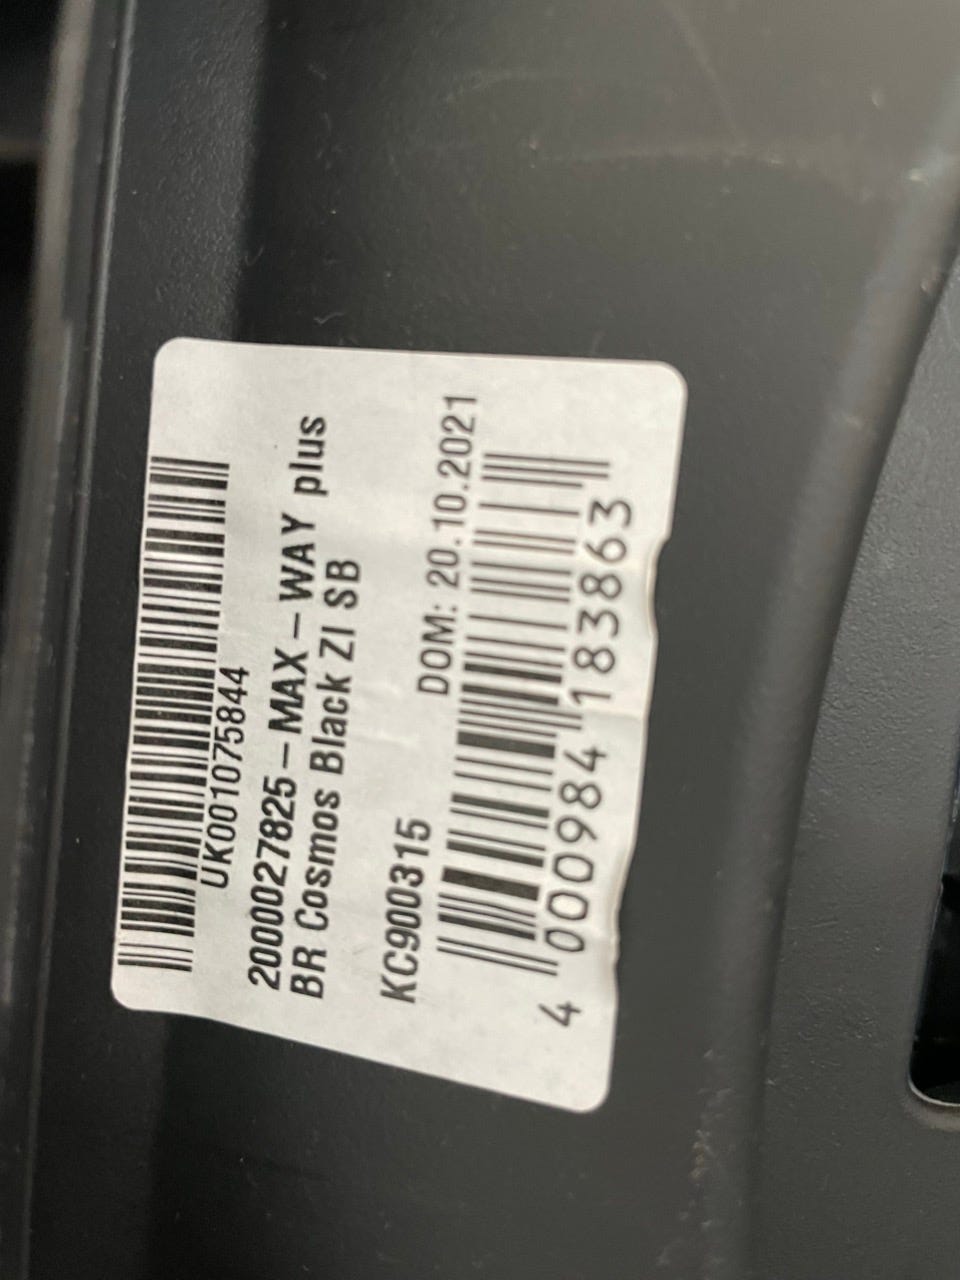 UK001075844
2000027825-MAX-WAY plus
BR Cosmos Black ZI SB
KC900315
DOM: 20.10.2021
4 000984 183863